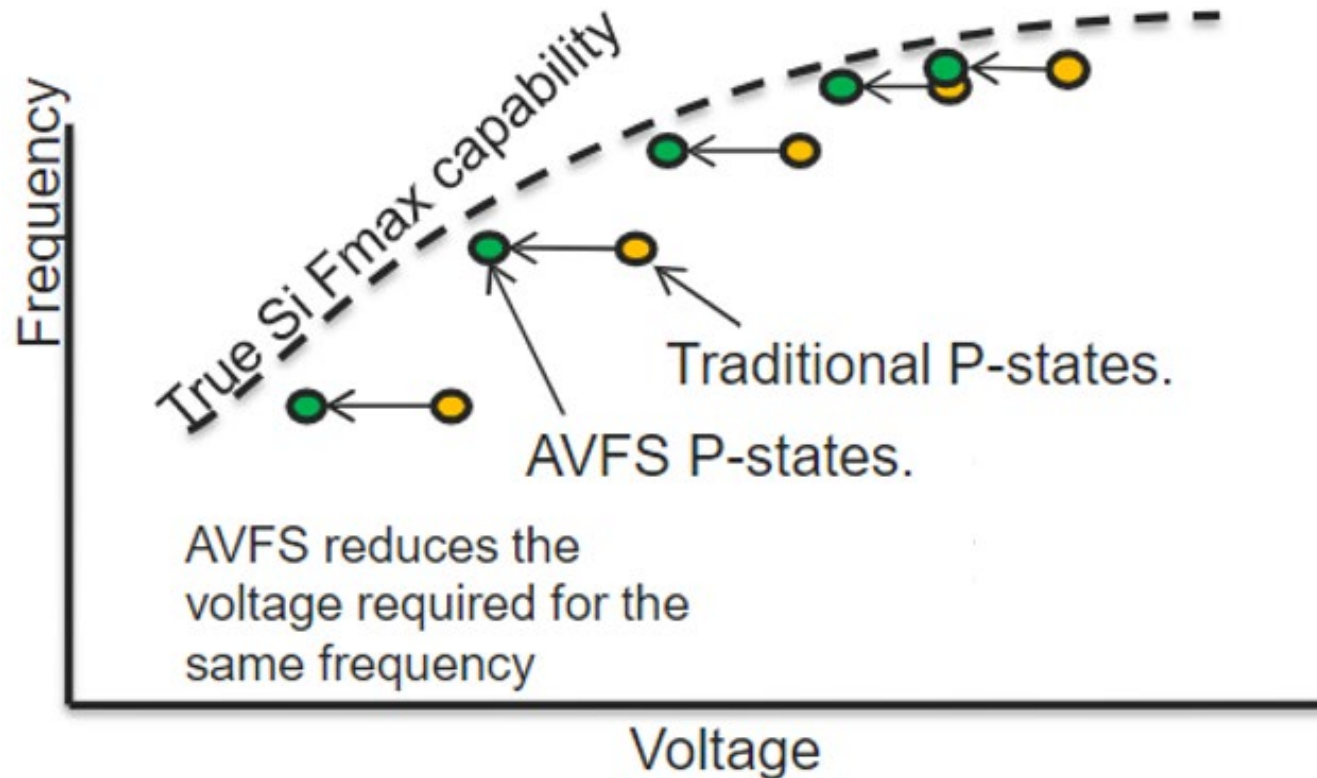 Frequency
True Si Fmax capability
Traditional P-states.
AVFS P-states.
AVFS reduces the
voltage required for the
same frequency
Voltage